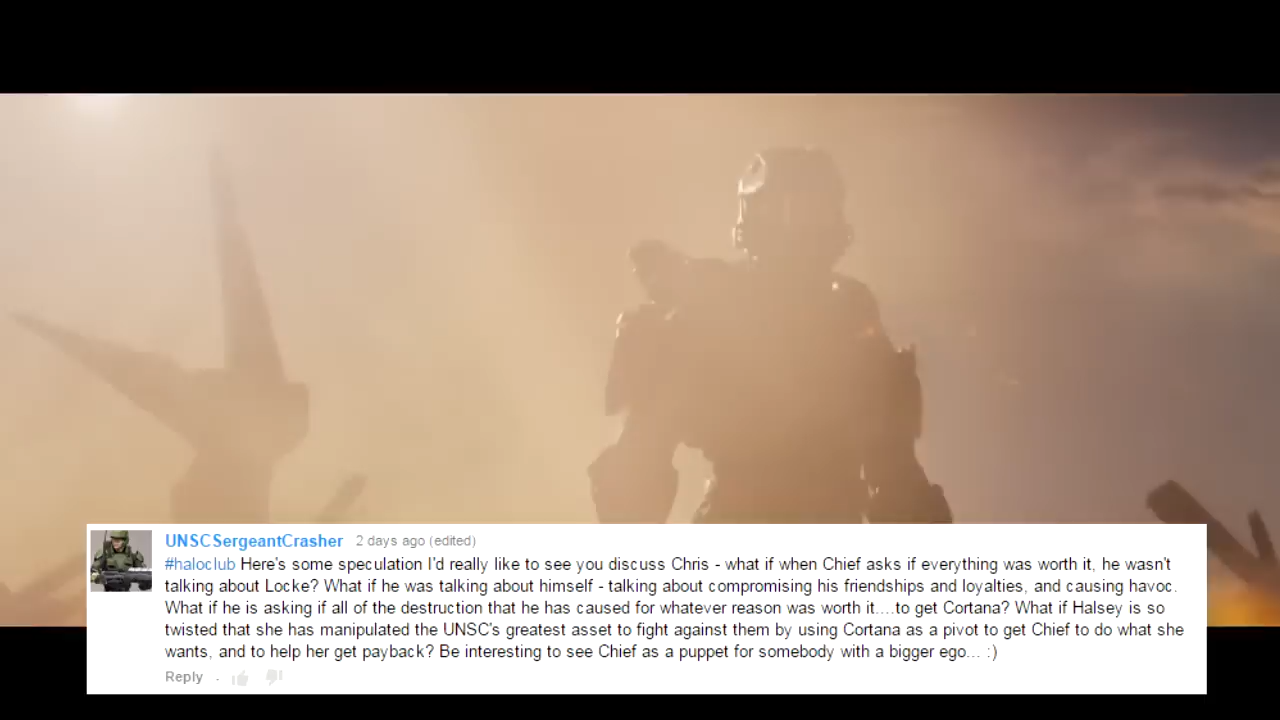 UNSCSergeantCrasher 2 days ago (edited)
#haloclub Here's some speculation I'd really like to see you discuss Chris - what if when Chief asks if everything was worth it, he wasn't
talking about Locke? What if he was talking about himself - talking about compromising his friendships and loyalties, and causing havoc.
What if he is asking if all of the destruction that he has caused for whatever reason was worth it....to get Cortana? What if Halsey is so
twisted that she has manipulated the UNSC's greatest asset to fight against them by using Cortana as a pivot to get Chief to do what she
wants, and to help her get payback? Be interesting to see Chief as a puppet for somebody with a bigger ego... :)
Reply .